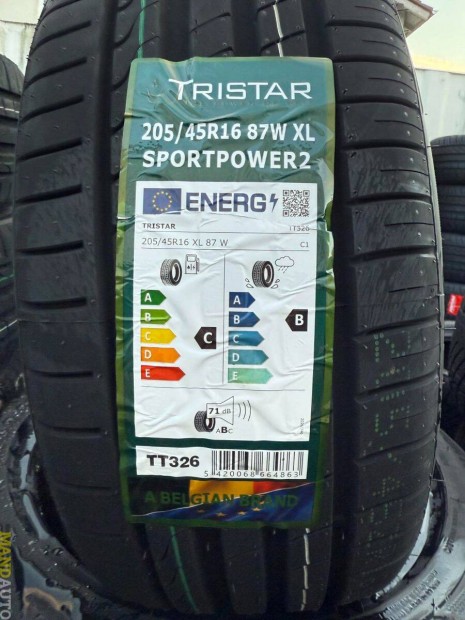 TRISTAR
205/45R16 87W XL
SPORTPOWER2
ENERG
TRISTAR TT326
205/45R16 XL 87 W C1
A A
B B B
C C C
D D
E E
71 dB
ABC
TT326
5 420068 664863
A BELGIAN BRAND
MANDAUTO